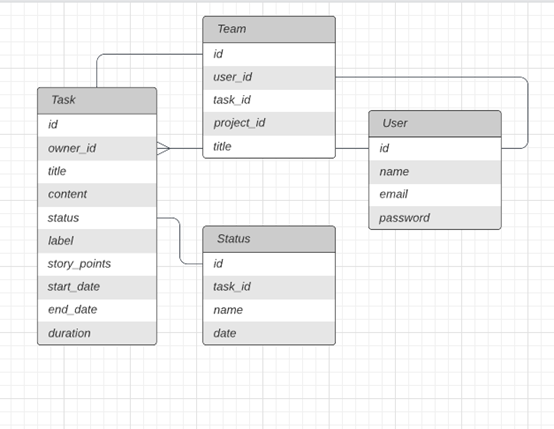 Team
id
user_id
task_id
project_id
title
Task
id
owner_id
title
content
status
label
story_points
start_date
end_date
duration
User
id
name
email
password
Status
id
task_id
name
date